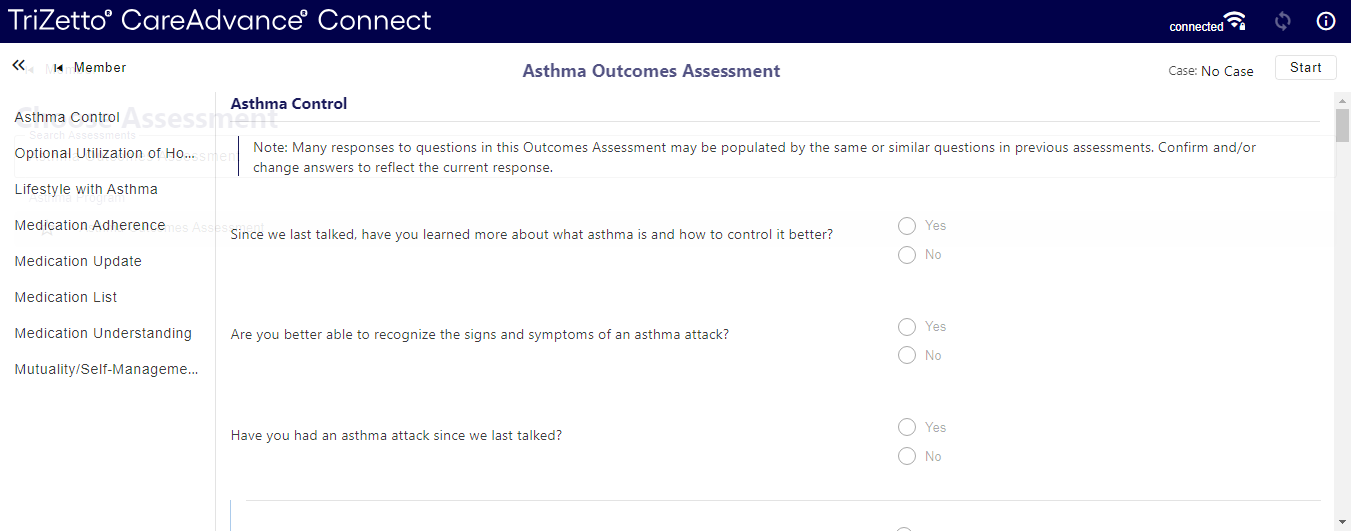 TriZetto® CareAdvance® Connect
connected
Member
Asthma Outcomes Assessment
Case: No Case
Start
Asthma Control
Optional Utilization of Ho...
Lifestyle with Asthma
Medication Adherence
Medication Update
Medication List
Medication Understanding
Mutuality/Self-Manageme...
Choose Assessment
Search Assessments
Asthma Control
Note: Many responses to questions in this Outcomes Assessment may be populated by the same or similar questions in previous assessments. Confirm and/or
change answers to reflect the current response.
Since we last talked, have you learned more about what asthma is and how to control it better?
Yes
No
Are you better able to recognize the signs and symptoms of an asthma attack?
Yes
No
Have you had an asthma attack since we last talked?
Yes
No